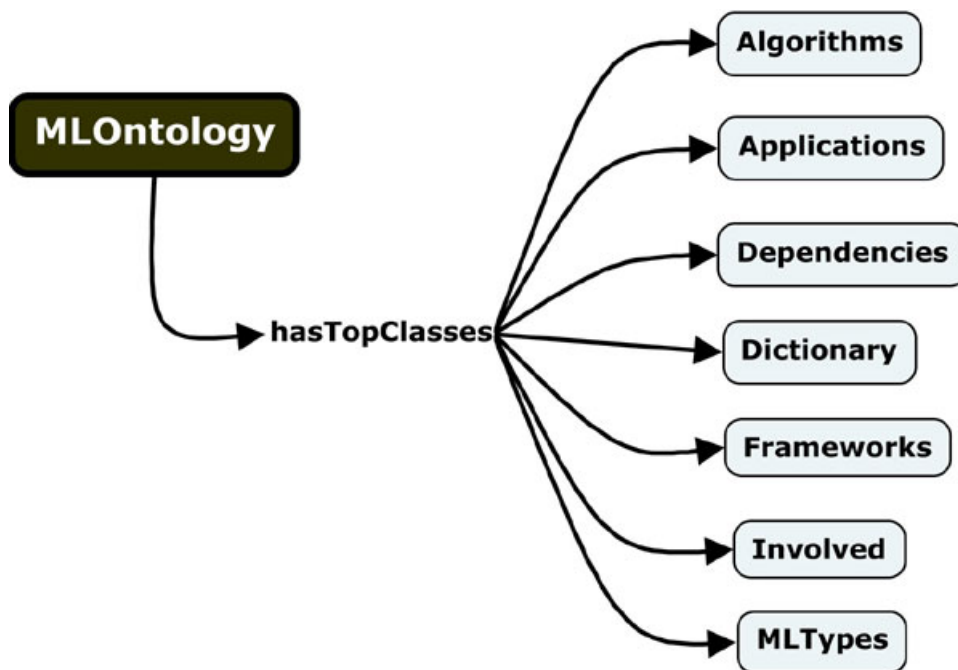 MLOntology
hasTopClasses
Algorithms
Applications
Dependencies
Dictionary
Frameworks
Involved
MLTypes